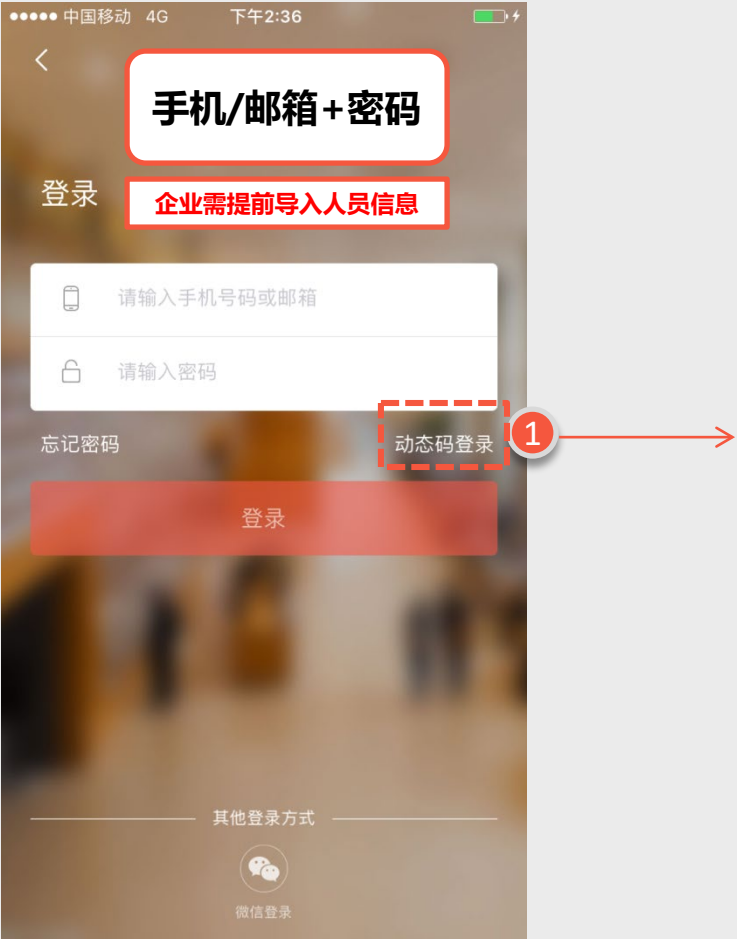 中国移动 4G 下午2:36
手机/邮箱+密码
登录
企业需提前导入人员信息
请输入手机号码或邮箱
请输入密码
忘记密码
动态码登录
1
登录
其他登录方式
微信登录